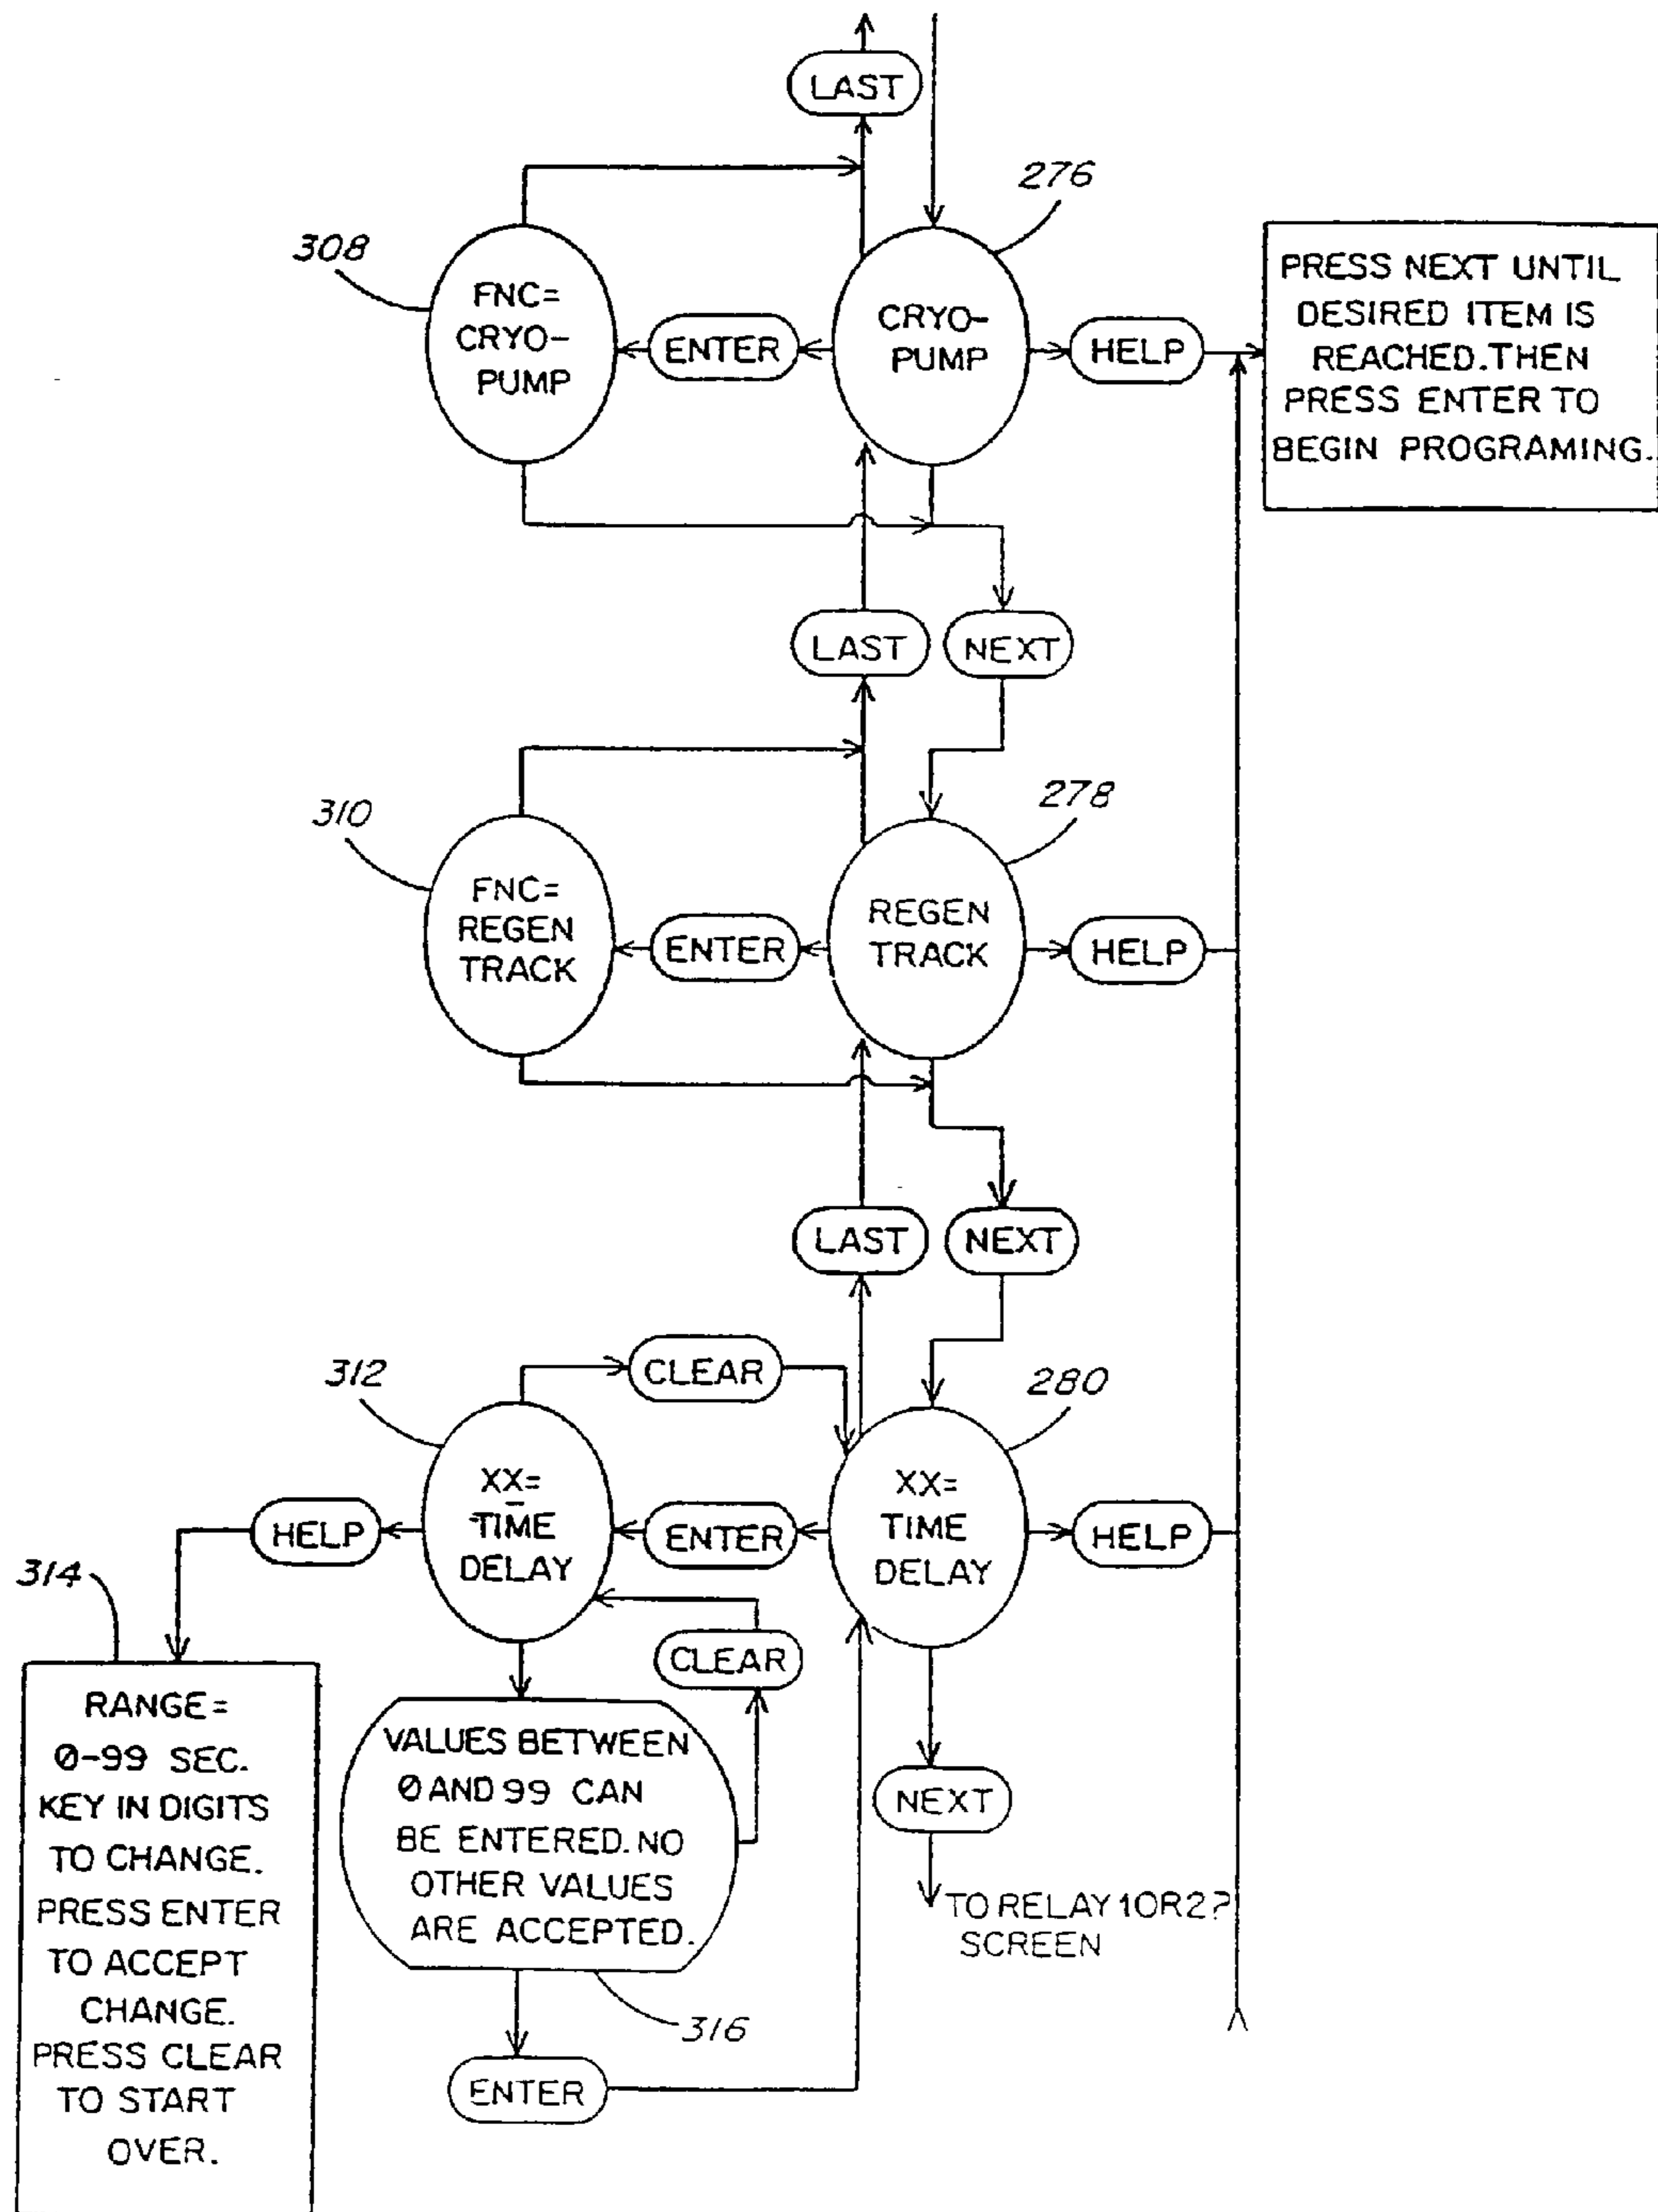 LAST
276
308
FNC=
CRYO-
PUMP
ENTER
CRYO-
PUMP
HELP
PRESS NEXT UNTIL
DESIRED ITEM IS
REACHED. THEN
PRESS ENTER TO
BEGIN PROGRAMING.
LAST
NEXT
278
310
FNC=
REGEN
TRACK
ENTER
REGEN
TRACK
HELP
LAST
NEXT
CLEAR
312
280
XX=
TIME
DELAY
HELP
ENTER
XX=
TIME
DELAY
HELP
314
CLEAR
RANGE=
0-99 SEC.
KEY IN DIGITS
TO CHANGE.
PRESS ENTER
TO ACCEPT
CHANGE.
PRESS CLEAR
TO START
OVER.
VALUES BETWEEN
0 AND 99 CAN
BE ENTERED. NO
OTHER VALUES
ARE ACCEPTED.
NEXT
TO RELAY 1 OR 2?
SCREEN
316
ENTER